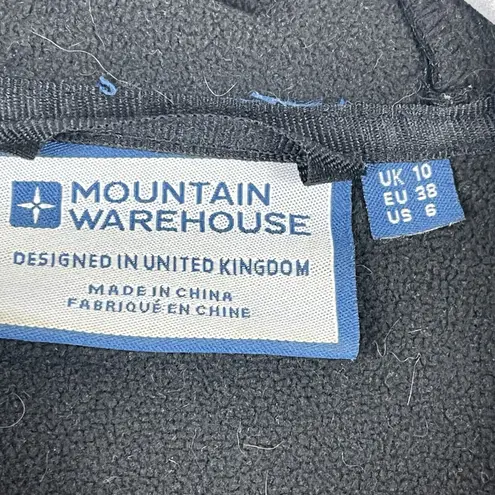 MOUNTAIN
WAREHOUSE
DESIGNED IN UNITED KINGDOM
MADE IN CHINA
FABRIQUÉ EN CHINE
UK 10
EU 38
US 6